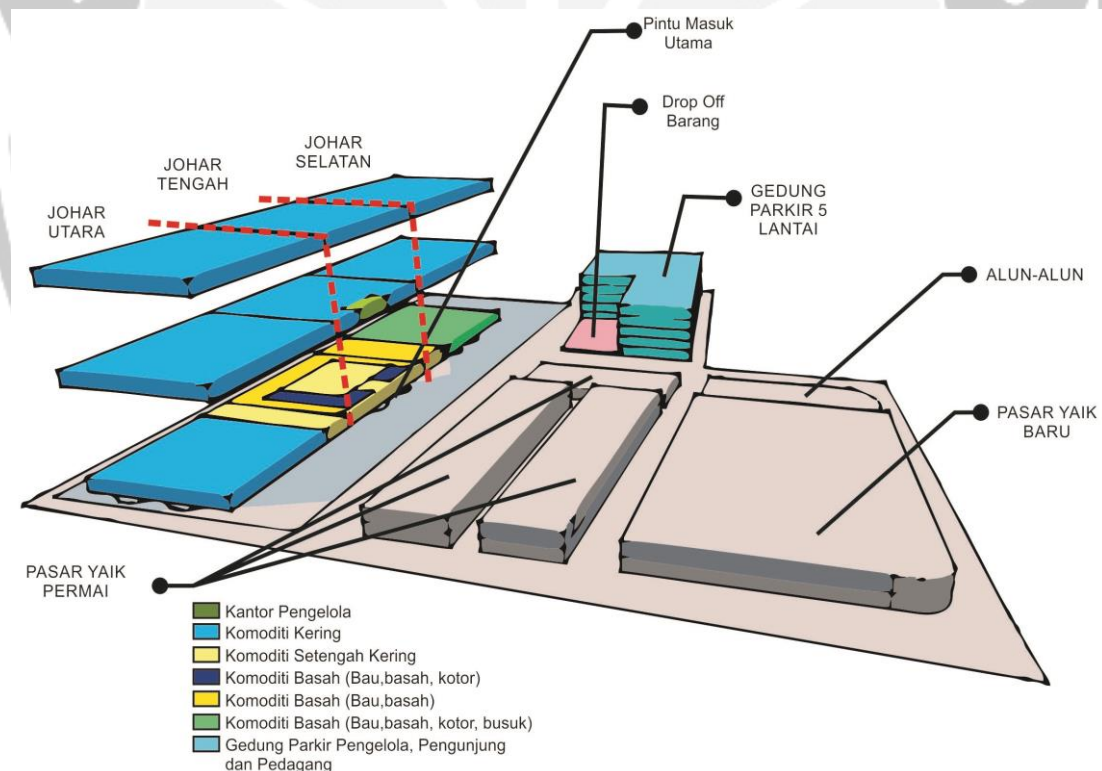 Pintu Masuk
Utama
Drop Off
Barang
JOHAR
SELATAN
JOHAR
TENGAH
JOHAR
UTARA
GEDUNG
PARKIR 5
LANTAI
ALUN-ALUN
PASAR YAIK
BARU
PASAR YAIK
PERMAI
Kantor Pengelola
Komoditi Kering
Komoditi Setengah Kering
Komoditi Basah (Bau,basah, kotor)
Komoditi Basah (Bau,basah)
Komoditi Basah (Bau,basah, kotor, busuk)
Gedung Parkir Pengelola, Pengunjung
dan Pedagang